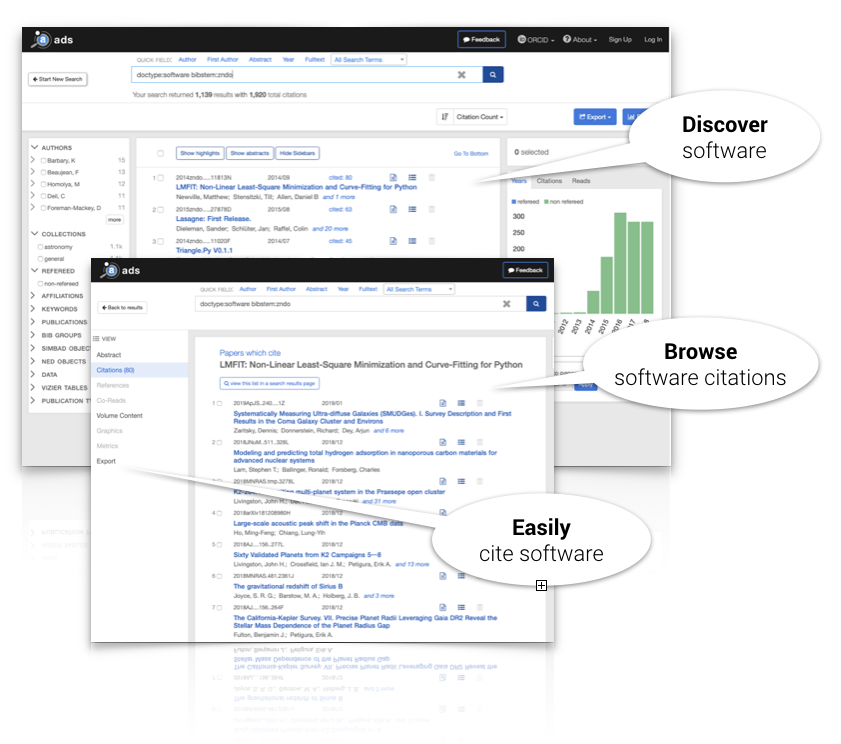 ads
Feedback
ORCID
About
Sign Up
Log In
QUICK FIELD: Author First Author Abstract Year Fulltext All Search Terms
Start New Search
doctype:software bibstem:zndo
Your search returned 1,139 results with 1,920 total citations
Citation Count
Export
AUTHORS
Barbary, K 15
Beaujean, F 13
Homolya, M 12
Deil, C 11
Foreman-Mackey, D 11
more
COLLECTIONS
astronomy 1.1k
general
REFEREED
non-refereed
AFFILIATIONS
KEYWORDS
PUBLICATIONS
BIB GROUPS
SIMBAD OBJEC
NED OBJECTS
DATA
VIZIER TABLES
PUBLICATION T
Show highlights Show abstracts Hide Sidebars
Go To Bottom
1 2014zndo.....11813N 2014/09 cited: 80
LMFIT: Non-Linear Least-Square Minimization and Curve-Fitting for Python
Newville, Matthew; Stensitzki, Till; Allen, Daniel B and 1 more
2 2015zndo.....27878D 2015/08 cited: 63
Lasagne: First Release.
Dieleman, Sander; Schlüter, Jan; Raffel, Colin and 20 more
3 2014zndo.....11020F 2014/07 cited: 45
Triangle.Py V0.1.1
0 selected
Years Citations Reads
refereed non refereed
300
250
200
2012 2013 2014 2015 2016 2017
Discover
software
Browse
software citations
Easily
cite software
ads
Feedback
QUICK FIELD: Author First Author Abstract Year Fulltext All Search Terms
Back to results
doctype:software bibstem:zndo
VIEW
Abstract
Citations (80)
References
Co-Reads
Volume Content
Graphics
Metrics
Export
Papers which cite
LMFIT: Non-Linear Least-Square Minimization and Curve-Fitting for Python
view this list in a search results page
1 2019ApJS..240....1Z 2019/01
Systematically Measuring Ultra-diffuse Galaxies (SMUDGes). I. Survey Description and First
Results in the Coma Galaxy Cluster and Environs
Zaritsky, Dennis; Donnerstein, Richard; Dey, Arjun and 6 more
2 2018JNuM..511..328L 2018/12
Modeling and predicting total hydrogen adsorption in nanoporous carbon materials for
advanced nuclear systems
Lam, Stephen T.; Ballinger, Ronald; Forsberg, Charles
2018MNRAS.tmp.3278L 2018/12
multi-planet system in the Praesepe open cluster
Livingston, John H.; and 21 more
4 2018arXiv181208960H 2018/12
Large-scale acoustic peak shift in the Planck CMB data
Ho, Ming-Feng; Chiang, Lung-Yih
5 2018AJ....156..277L 2018/12
Sixty Validated Planets from K2 Campaigns 5—8
Livingston, John H.; Crossfield, Ian J. M.; Petigura, Erik A. and 13 more
6 2018MNRAS.481.2361J 2018/12
The gravitational redshift of Sirius B
Joyce, S. R. G.; Barstow, M. A.; Holberg, J. B. and 3 more
7 2018AJ....156..264F 2018/12
The California-Kepler Survey. VII. Precise Planet Radii Leveraging Gaia DR2 Reveal the
Stellar Mass Dependence of the Planet Radius Gap
Fulton, Benjamin J.; Petigura, Erik A.